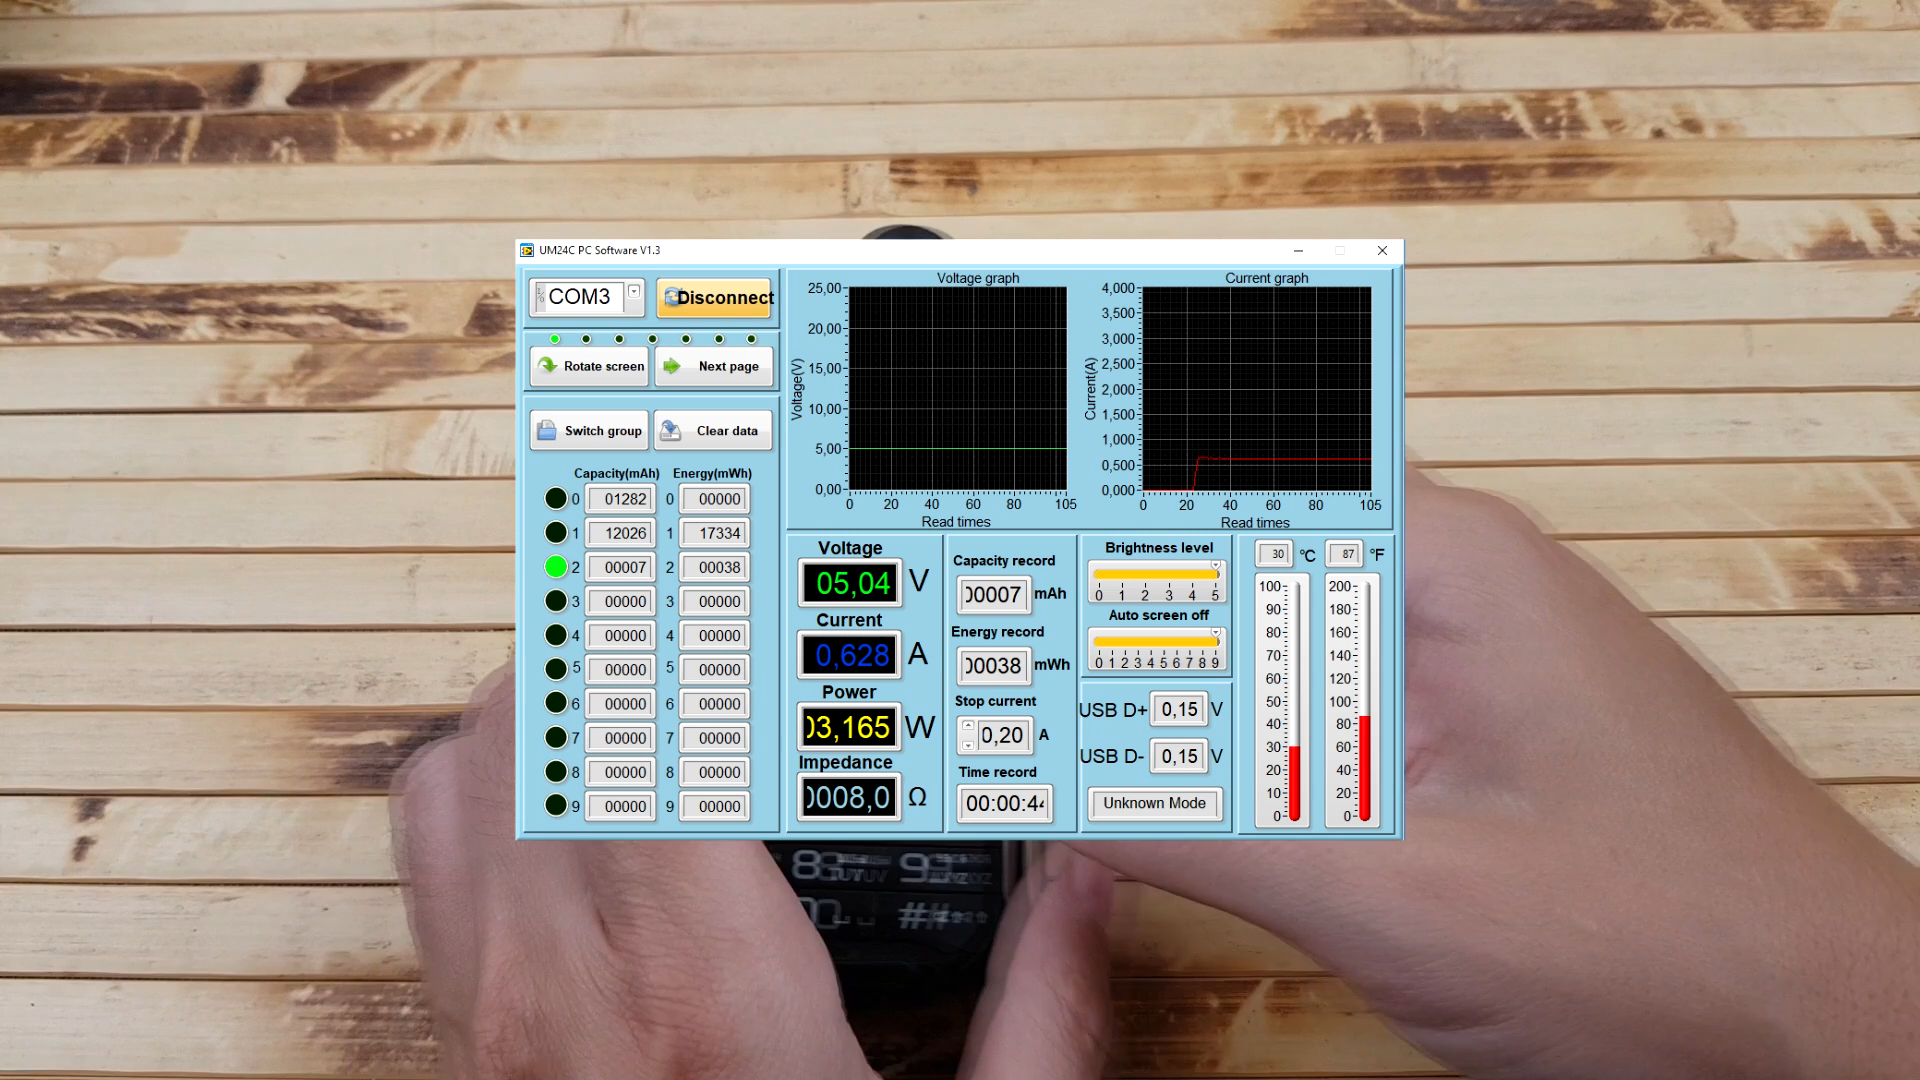 UM24C PC Software V1.3
COM3
Disconnect
Rotate screen
Next page
Switch group
Clear data
Capacity(mAh) Energy(mWh)
0 01282 0 00000
1 12026 1 17334
2 00007 2 00038
3 00000 3 00000
4 00000 4 00000
5 00000 5 00000
6 00000 6 00000
7 00000 7 00000
8 00000 8 00000
9 00000 9 00000
Voltage graph
Voltage(V)
25,00
20,00
15,00
10,00
5,00
0,00
0 20 40 60 80 105
Read times
Current graph
Current(A)
4,000
3,500
3,000
2,500
2,000
1,500
1,000
0,500
0,000
0 20 40 60 80 105
Read times
Voltage
05,04 V
Current
0,628 A
Power
03,165 W
Impedance
0008,0 Ω
Capacity record
00007 mAh
Energy record
00038 mWh
Stop current
0,20 A
Time record
00:00:44
Brightness level
0 1 2 3 4 5
Auto screen off
0 1 2 3 4 5 6 7 8 9
USB D+ 0,15 V
USB D- 0,15 V
Unknown Mode
30 °C
100
90
80
70
60
50
40
30
20
10
0
87 °F
200
180
160
140
120
100
80
60
40
20
0